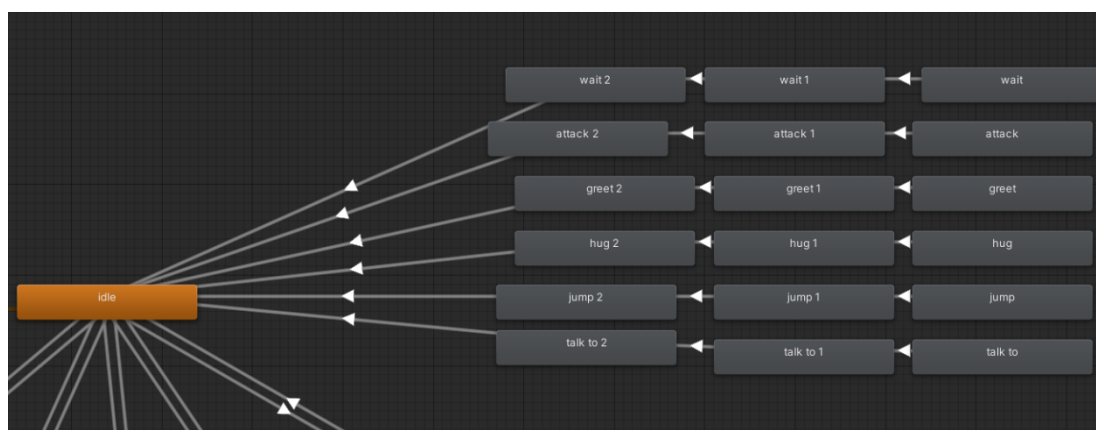 wait 2 wait 1 wait
attack 2 attack 1 attack
greet 2 greet 1 greet
hug 2 hug 1 hug
idle jump 2 jump 1 jump
talk to 2 talk to 1 talk to